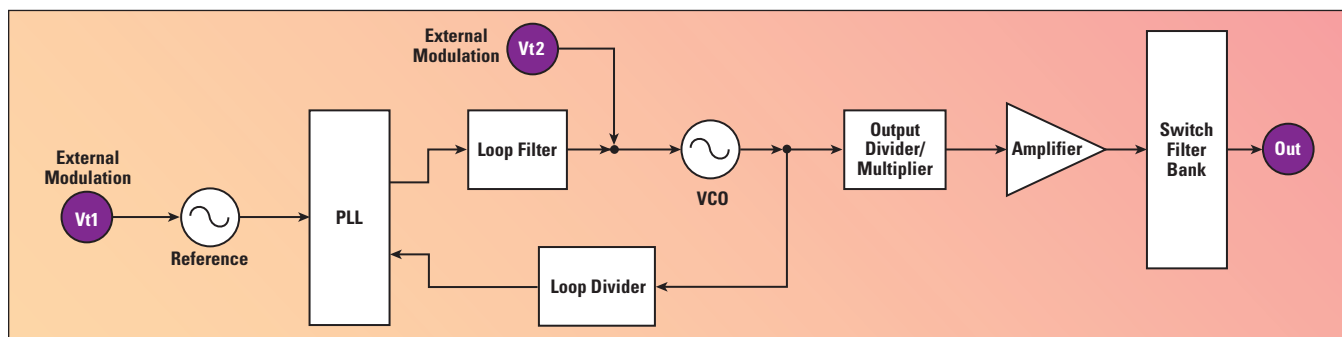 External
Modulation
Vt1
Reference
PLL
Loop Filter
External
Modulation
Vt2
VCO
Loop Divider
Output
Divider/
Multiplier
Amplifier
Switch
Filter
Bank
Out